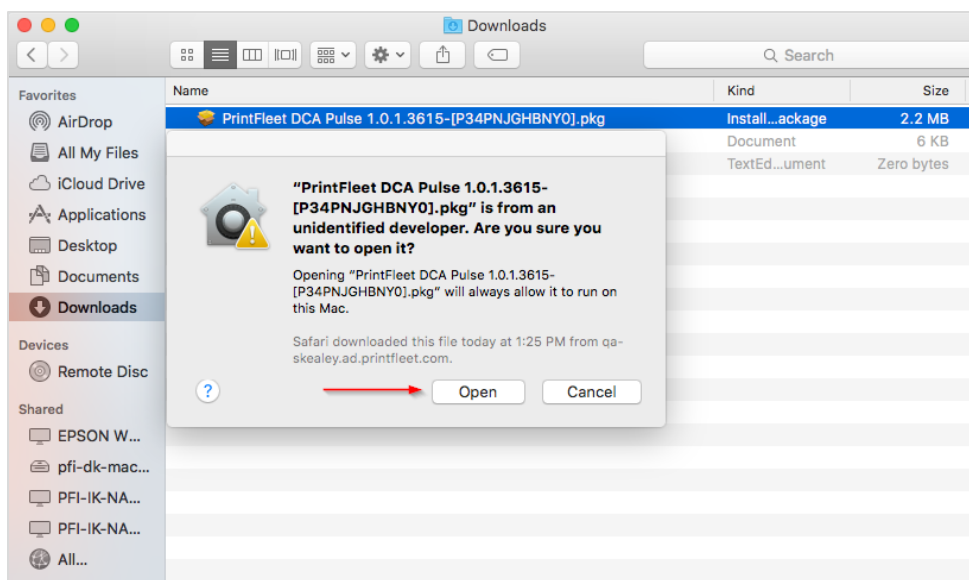 Downloads
Search
Favorites
AirDrop
All My Files
iCloud Drive
Applications
Desktop
Documents
Downloads
Devices
Remote Disc
Shared
EPSON W...
pfi-dk-mac...
PFI-IK-NA...
PFI-IK-NA...
All...
Name Kind Size
PrintFleet DCA Pulse 1.0.1.3615-[P34PNJGHBNY0].pkg Install...ackage 2.2 MB
Document 6 KB
TextEd...ument Zero bytes
“PrintFleet DCA Pulse 1.0.1.3615-
[P34PNJGHBNY0].pkg” is from an
unidentified developer. Are you sure you
want to open it?
Opening “PrintFleet DCA Pulse 1.0.1.3615-
[P34PNJGHBNY0].pkg” will always allow it to run on
this Mac.
Safari downloaded this file today at 1:25 PM from qa-
skealey.ad.printfleet.com.
? Open Cancel